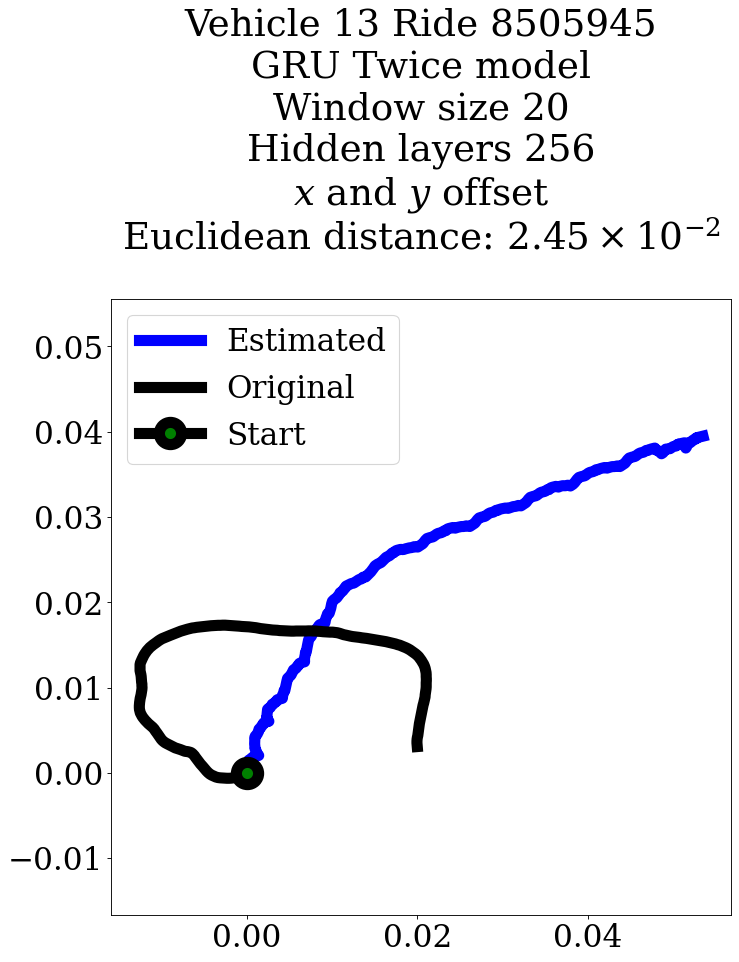 Vehicle 13 Ride 8505945
GRU Twice model
Window size 20
Hidden layers 256
x and y offset
Euclidean distance: 2.45 × 10⁻²
Estimated
Original
Start
0.05
0.04
0.03
0.02
0.01
0.00
−0.01
0.00 0.02 0.04